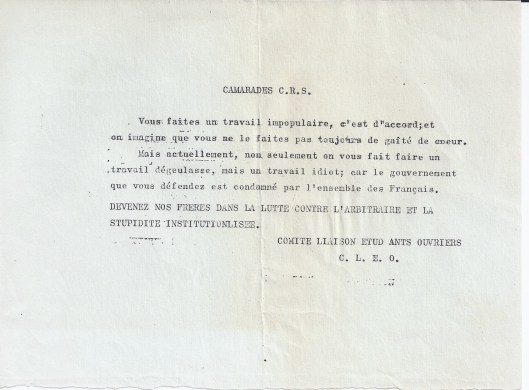 CAMARADES C.R.S.
Vous faites un travail impopulaire, c'est d'accord;et
on imagine que vous ne le faites pas toujours de gaîté de coeur.
Mais actuellement, non seulement on vous fait faire un
travail dégeulasse, mais un travail idiot; car le gouvernement
que vous défendez est condamné par l'ensemble des Français.
DEVENEZ NOS FRERES DANS LA LUTTE CONTRE L'ARBITRAIRE ET LA
STUPIDITE INSTITUTIONLISEE.
COMITE LIAISON ETUD ANTS OUVRIERS
C. L. E O.